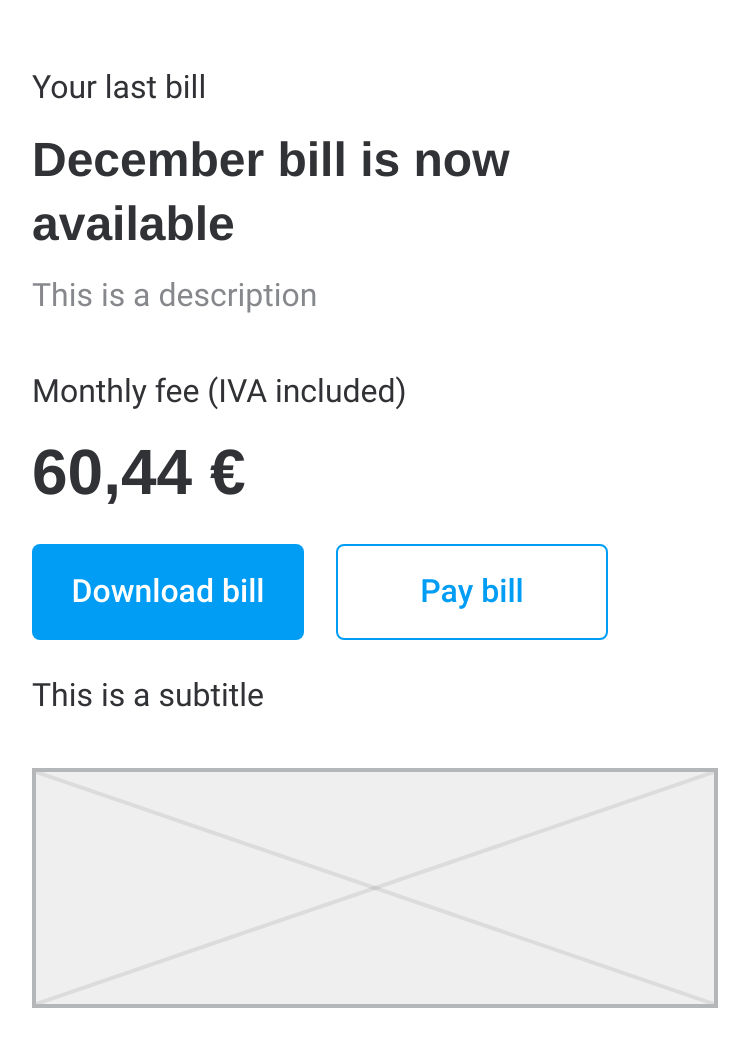 Your last bill
December bill is now
available
This is a description
Monthly fee (IVA included)
60,44 €
Download bill
Pay bill
This is a subtitle